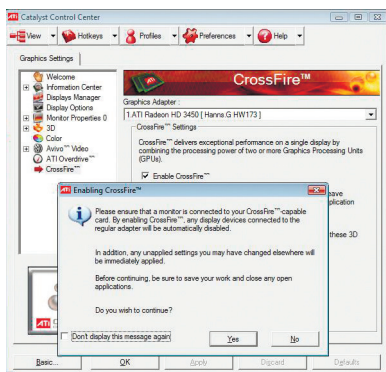 Catalyst Control Center
View
Hotkeys
Profiles
Preferences
Help
Graphics Settings
Welcome
Information Center
Displays Manager
Display Options
Monitor Properties 0
3D
Color
Avivo™ Video
ATI Overdrive™
CrossFire™
CrossFire™
Graphics Adapter :
1.ATI Radeon HD 3450 [ Hanns.G HW173 ]
CrossFire™ Settings
CrossFire™ delivers exceptional performance on a single display by
combining the processing power of two or more Graphics Processing Units
(GPUs).
Enable CrossFire™
these 3D
Enabling CrossFire™
Please ensure that a monitor is connected to your CrossFire™-capable
card. By enabling CrossFire™, any display devices connected to the
regular adapter will be automatically disabled.
In addition, any unapplied settings you may have changed elsewhere will
be immediately applied.
Before continuing, be sure to save your work and close any open
applications.
Do you wish to continue?
Don't display this message again
Yes
No
ATI
Basic...
OK
Apply
Discard
Defaults